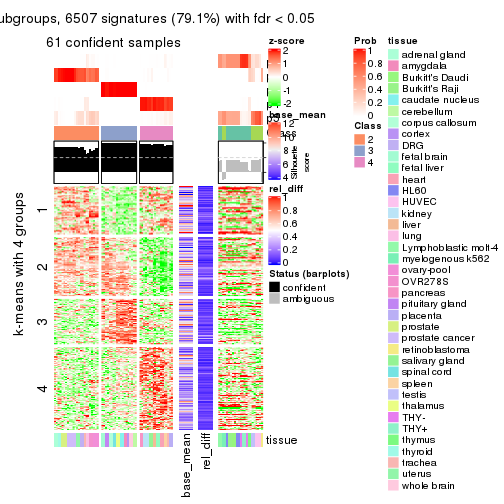 ubgroups, 6507 signatures (79.1%) with fdr < 0.05
61 confident samples
z-score
2
1
0
-1
-2
base_mean
12
10
8
6
4
Silhouette
score
rel_diff
1
0.8
0.6
0.4
0.2
0
Status (barplots)
confident
ambiguous
Prob
1
0.8
0.6
0.4
0.2
0
Class
2
3
4
tissue
adrenal gland
amygdala
Burkitt's Daudi
Burkitt's Raji
caudate nucleus
cerebellum
corpus callosum
cortex
DRG
fetal brain
fetal liver
heart
HL60
HUVEC
kidney
liver
lung
Lymphoblastic molt-4
myelogenous k562
ovary-pool
OVR278S
pancreas
pituitary gland
placenta
prostate
prostate cancer
retinoblastoma
salivary gland
spinal cord
spleen
testis
thalamus
THY-
THY+
thymus
thyroid
trachea
uterus
whole brain
k-means with 4 groups
1
2
3
4
tissue
base_mean
rel_diff